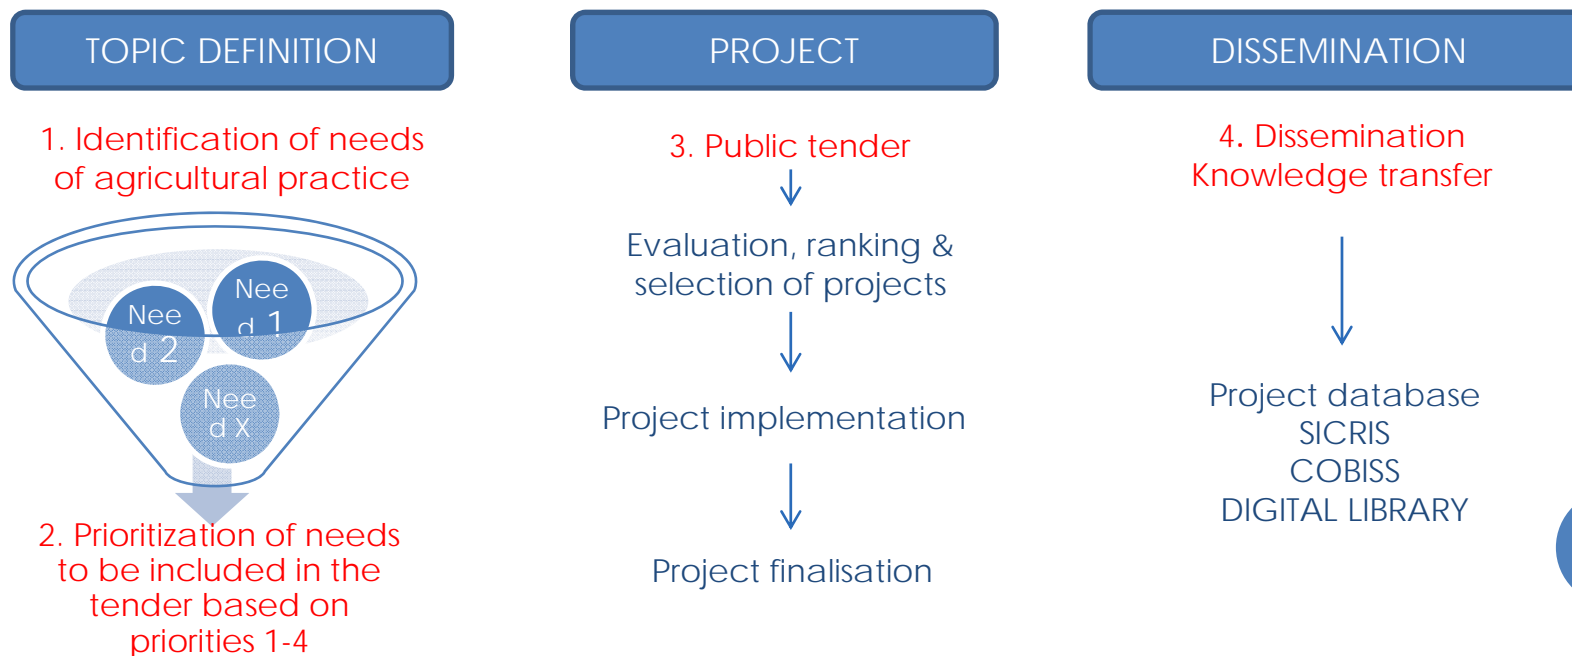 TOPIC DEFINITION
1. Identification of needs
of agricultural practice
Nee
d 1
Nee
d 2
Nee
d X
2. Prioritization of needs
to be included in the
tender based on
priorities 1-4
PROJECT
3. Public tender
Evaluation, ranking &
selection of projects
Project implementation
Project finalisation
DISSEMINATION
4. Dissemination
Knowledge transfer
Project database
SICRIS
COBISS
DIGITAL LIBRARY